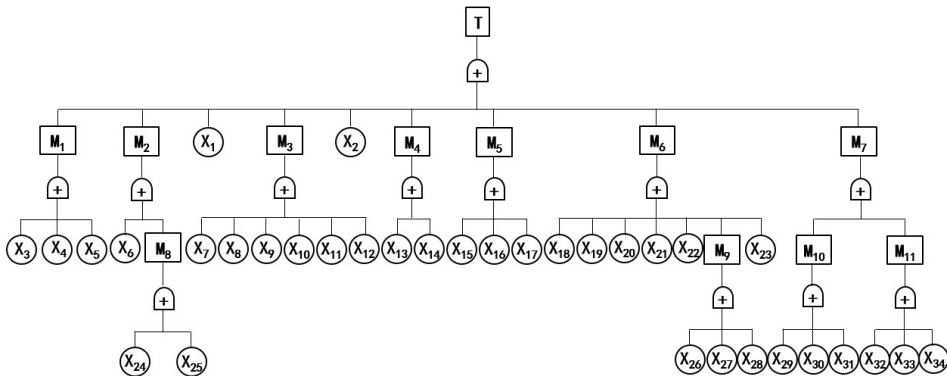 T
+
M₁ M₂ X₁ M₃ X₂ M₄ M₅ M₆ M₇
+ + + + + + +
X₃ X₄ X₅ X₆ M₈ X₇ X₈ X₉ X₁₀ X₁₁ X₁₂ X₁₃ X₁₄ X₁₅ X₁₆ X₁₇ X₁₈ X₁₉ X₂₀ X₂₁ X₂₂ M₉ X₂₃ M₁₀ M₁₁
+ + + +
X₂₄ X₂₅ X₂₆ X₂₇ X₂₈ X₂₉ X₃₀ X₃₁ X₃₂ X₃₃ X₃₄